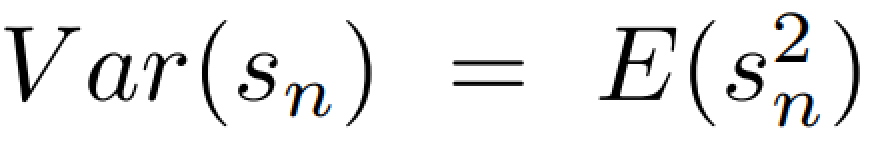 Var(s_n) = E(s_n^2)